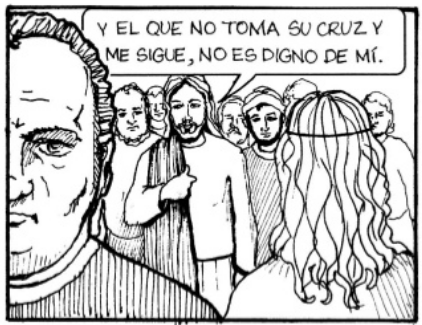 Y EL QUE NO TOMA SU CRUZ Y
ME SIGUE, NO ES DIGNO DE MÍ.